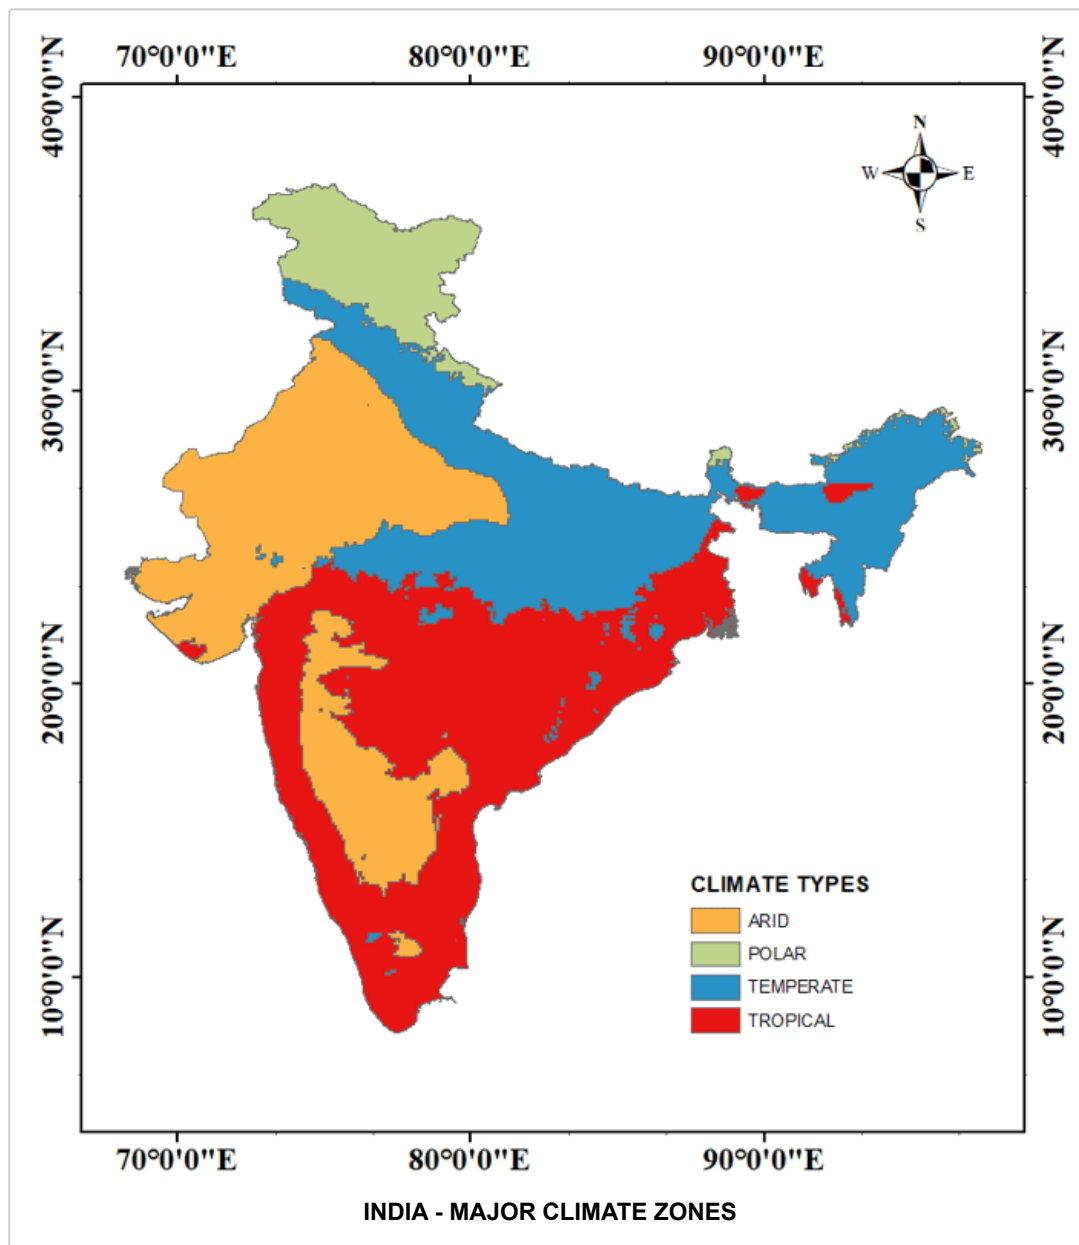 70°0'0"E 80°0'0"E 90°0'0"E
40°0'0"N 40°0'0"N
N
W E
S
30°0'0"N 30°0'0"N
20°0'0"N 20°0'0"N
CLIMATE TYPES
ARID
POLAR
10°0'0"N 10°0'0"N
TEMPERATE
TROPICAL
70°0'0"E 80°0'0"E 90°0'0"E
INDIA - MAJOR CLIMATE ZONES